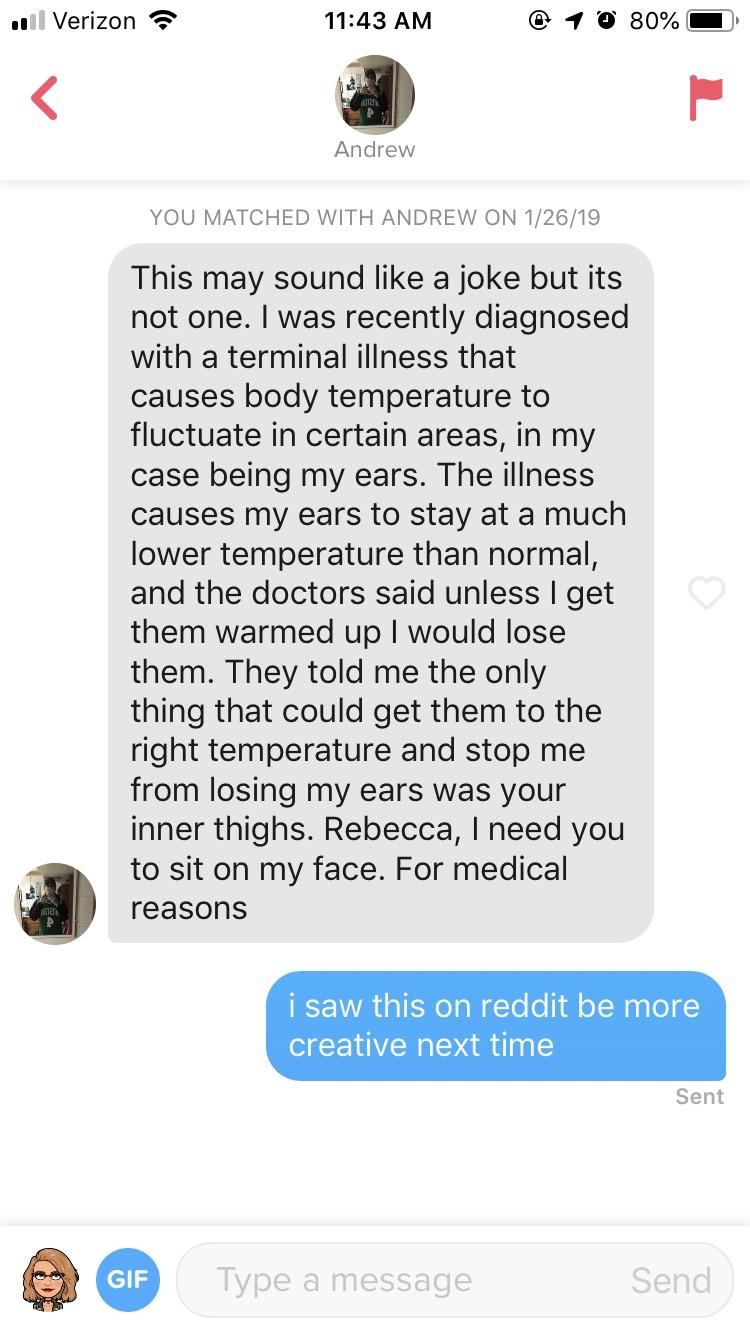 Verizon 11:43 AM 80%
Andrew
YOU MATCHED WITH ANDREW ON 1/26/19
This may sound like a joke but its
not one. I was recently diagnosed
with a terminal illness that
causes body temperature to
fluctuate in certain areas, in my
case being my ears. The illness
causes my ears to stay at a much
lower temperature than normal,
and the doctors said unless I get
them warmed up I would lose
them. They told me the only
thing that could get them to the
right temperature and stop me
from losing my ears was your
inner thighs. Rebecca, I need you
to sit on my face. For medical
reasons
i saw this on reddit be more
creative next time
Sent
GIF Type a message Send